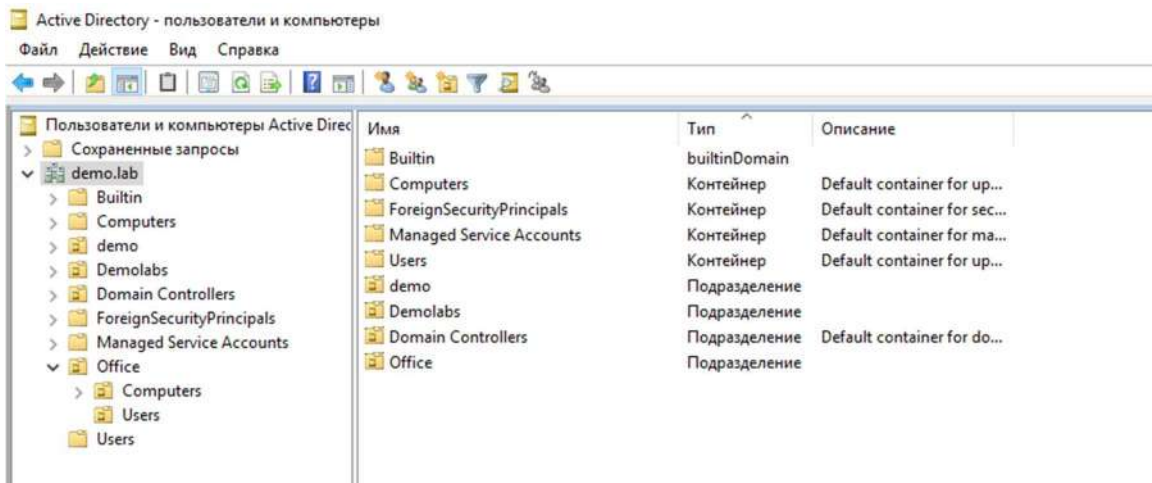 Active Directory - пользователи и компьютеры
Файл Действие Вид Справка
Пользователи и компьютеры Active Direc
Сохраненные запросы
demo.lab
Builtin
Computers
demo
Demolabs
Domain Controllers
ForeignSecurityPrincipals
Managed Service Accounts
Office
Computers
Users
Users
Имя Тип Описание
Builtin builtinDomain
Computers Контейнер Default container for up...
ForeignSecurityPrincipals Контейнер Default container for sec...
Managed Service Accounts Контейнер Default container for ma...
Users Контейнер Default container for up...
demo Подразделение
Demolabs Подразделение
Domain Controllers Подразделение Default container for do...
Office Подразделение